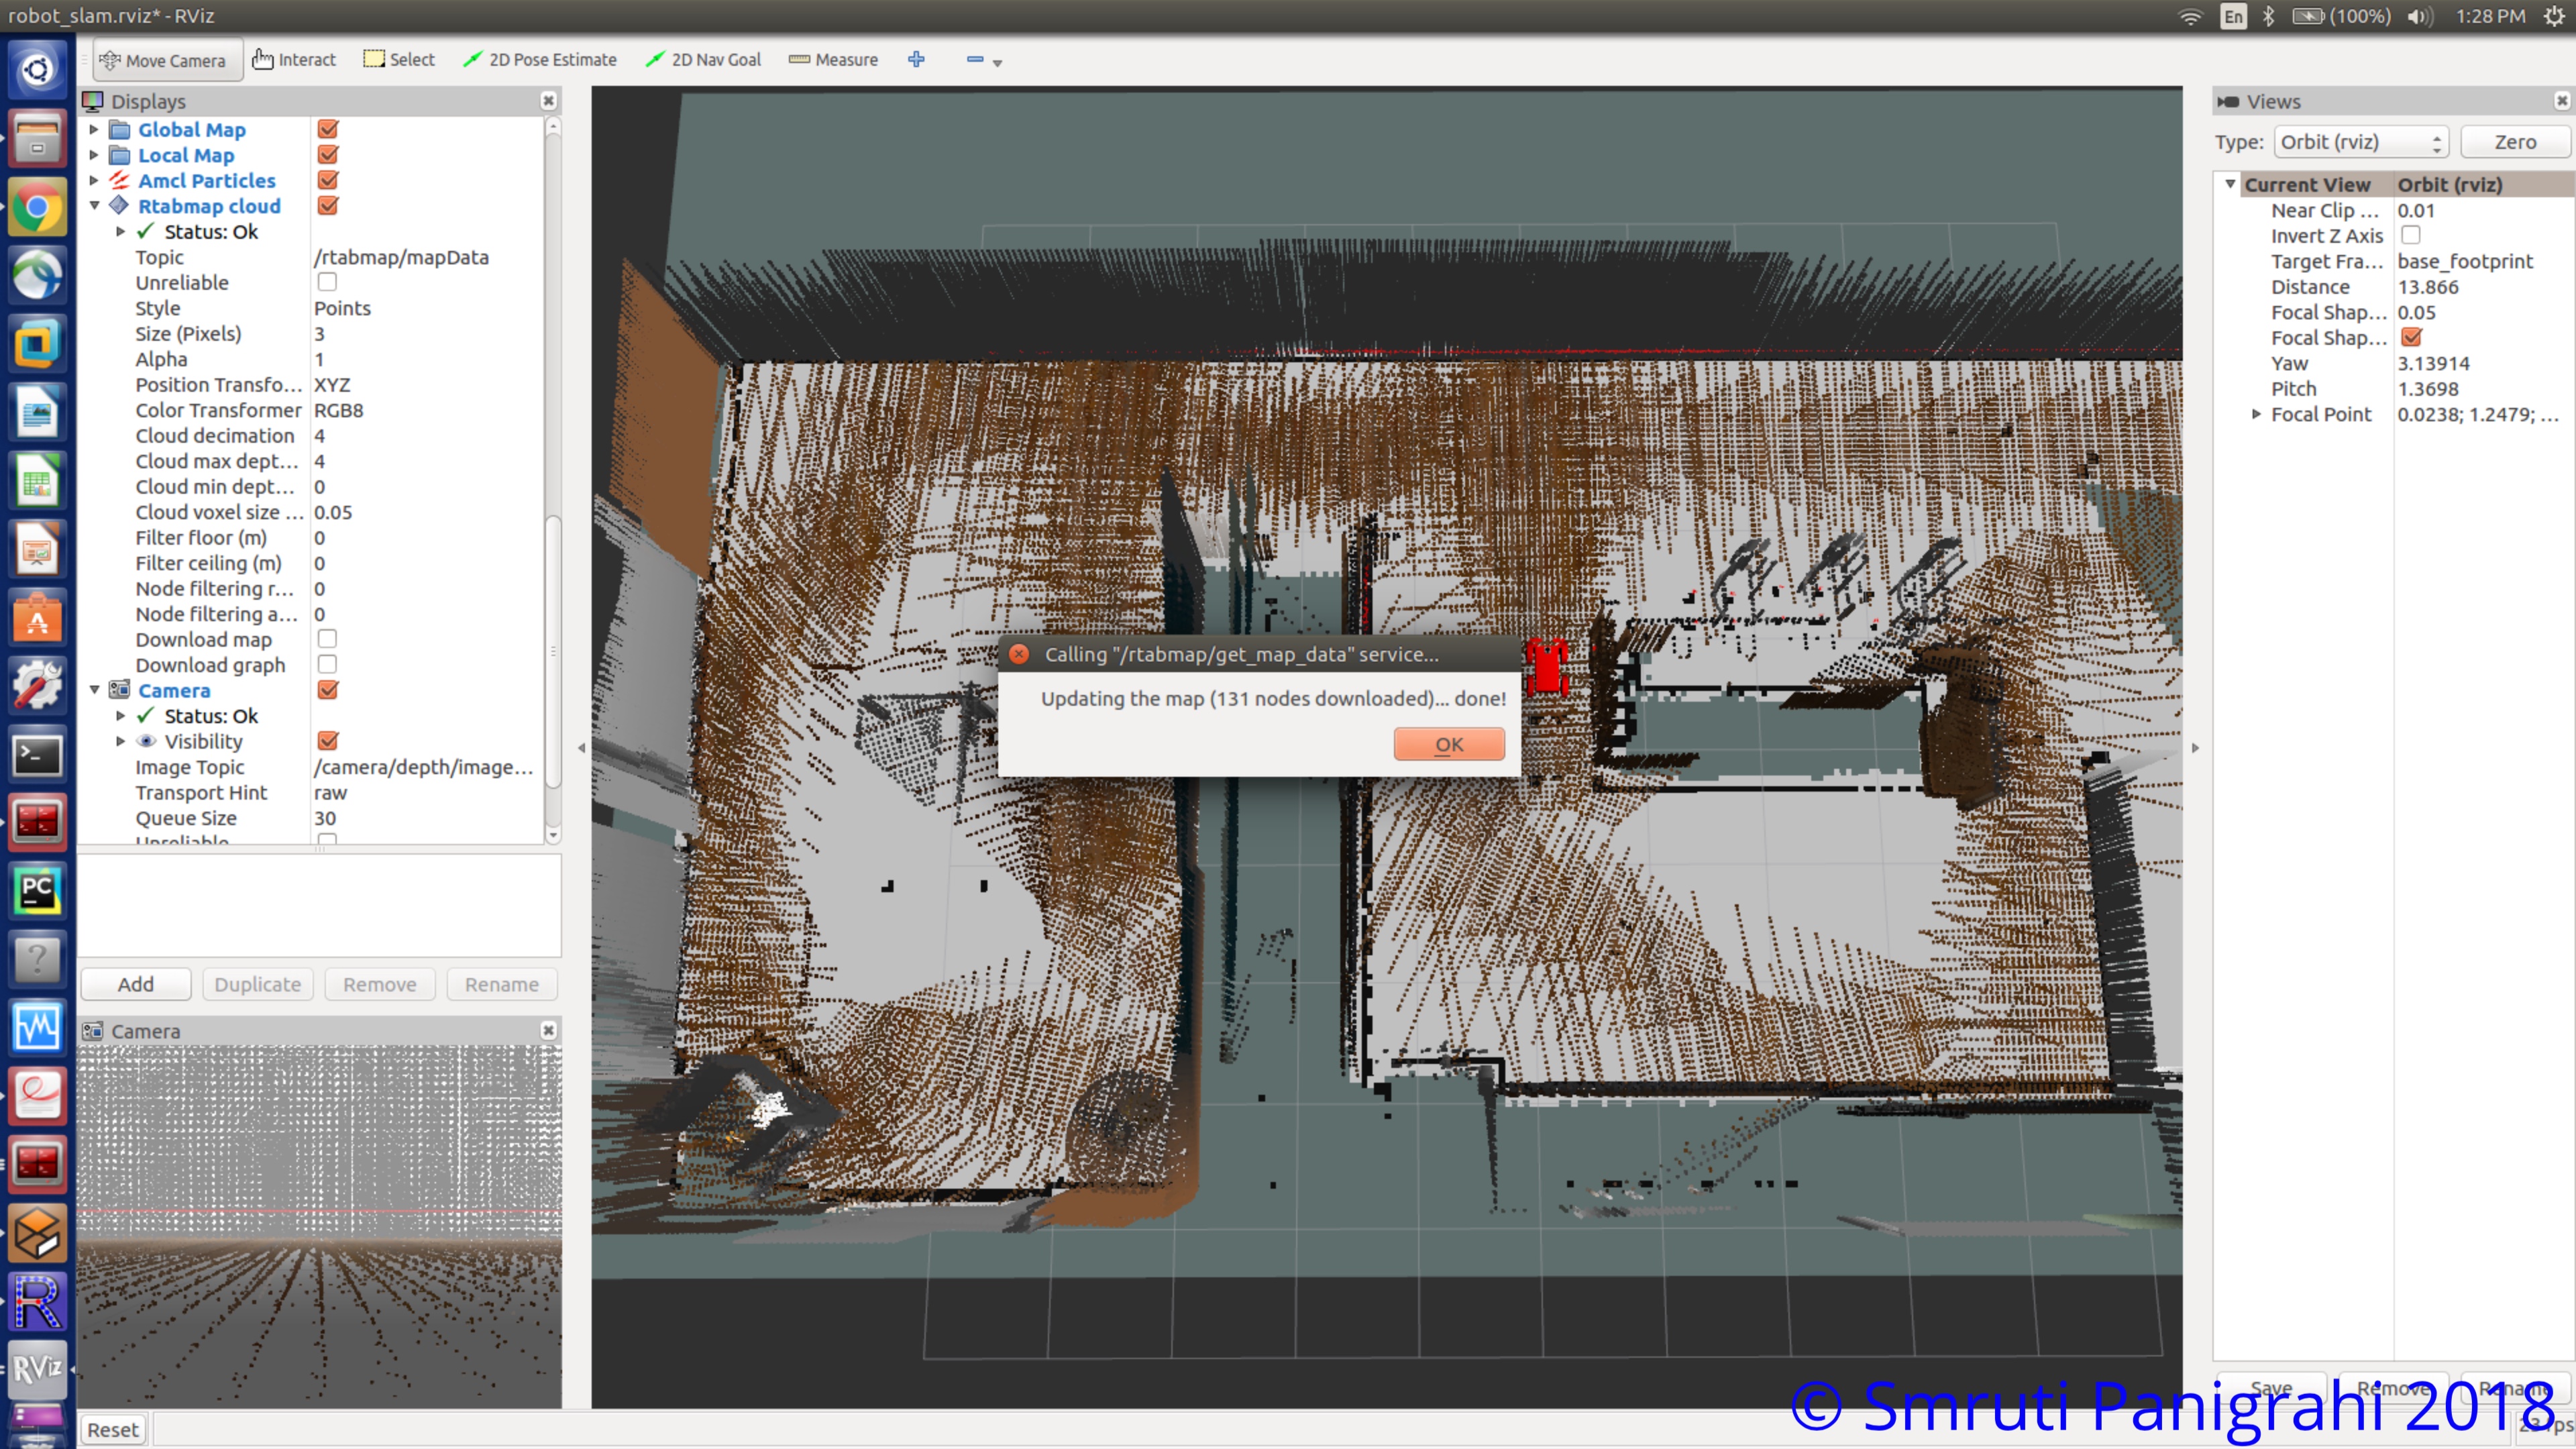 robot_slam.rviz* - RViz
En (100%) 1:28 PM
Move Camera Interact Select 2D Pose Estimate 2D Nav Goal Measure
Displays
Global Map
Local Map
Amcl Particles
Rtabmap cloud
Status: Ok
Topic /rtabmap/mapData
Unreliable
Style Points
Size (Pixels) 3
Alpha 1
Position Transfo... XYZ
Color Transformer RGB8
Cloud decimation 4
Cloud max dept... 4
Cloud min dept... 0
Cloud voxel size ... 0.05
Filter floor (m) 0
Filter ceiling (m) 0
Node filtering r... 0
Node filtering a... 0
Download map
Download graph
Camera
Status: Ok
Visibility
Image Topic /camera/depth/image...
Transport Hint raw
Queue Size 30
Unreliable
Add Duplicate Remove Rename
Camera
Reset
Calling "/rtabmap/get_map_data" service...
Updating the map (131 nodes downloaded)... done!
OK
Views
Type: Orbit (rviz) Zero
Current View Orbit (rviz)
Near Clip ... 0.01
Invert Z Axis
Target Fra... base_footprint
Distance 13.866
Focal Shap... 0.05
Focal Shap...
Yaw 3.13914
Pitch 1.3698
Focal Point 0.0238; 1.2479; ...
Save Remove Rename
© Smruti Panigrahi 2018
PC
RViz